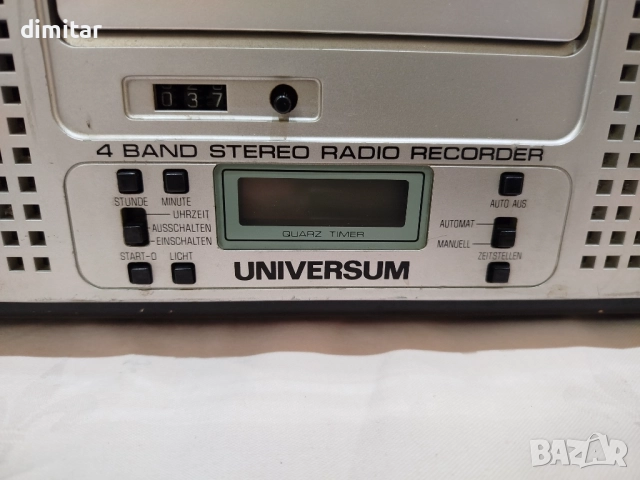 dimitar
037
4 BAND STEREO RADIO RECORDER
STUNDE MINUTE
AUTO AUS
UHRZEIT
AUSSCHALTEN
EINSCHALTEN
AUTOMAT
MANUELL
QUARZ TIMER
START-0 LICHT
UNIVERSUM
ZEITSTELLEN
BAZAR